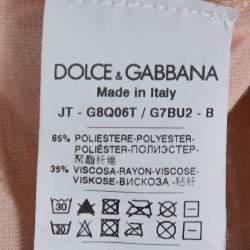 DOLCE & GABBANA
Made in Italy
JT - G8Q06T / G7BU2 - B
65% POLIESTERE-POLYESTER-
POLIÉSTER-ПОЛИЭСТЕР-
聚酯纤维
35% VISCOSA-RAYON-VISCOSE-
VISKOSE-ВИСКОЗА -粘纤
30
30